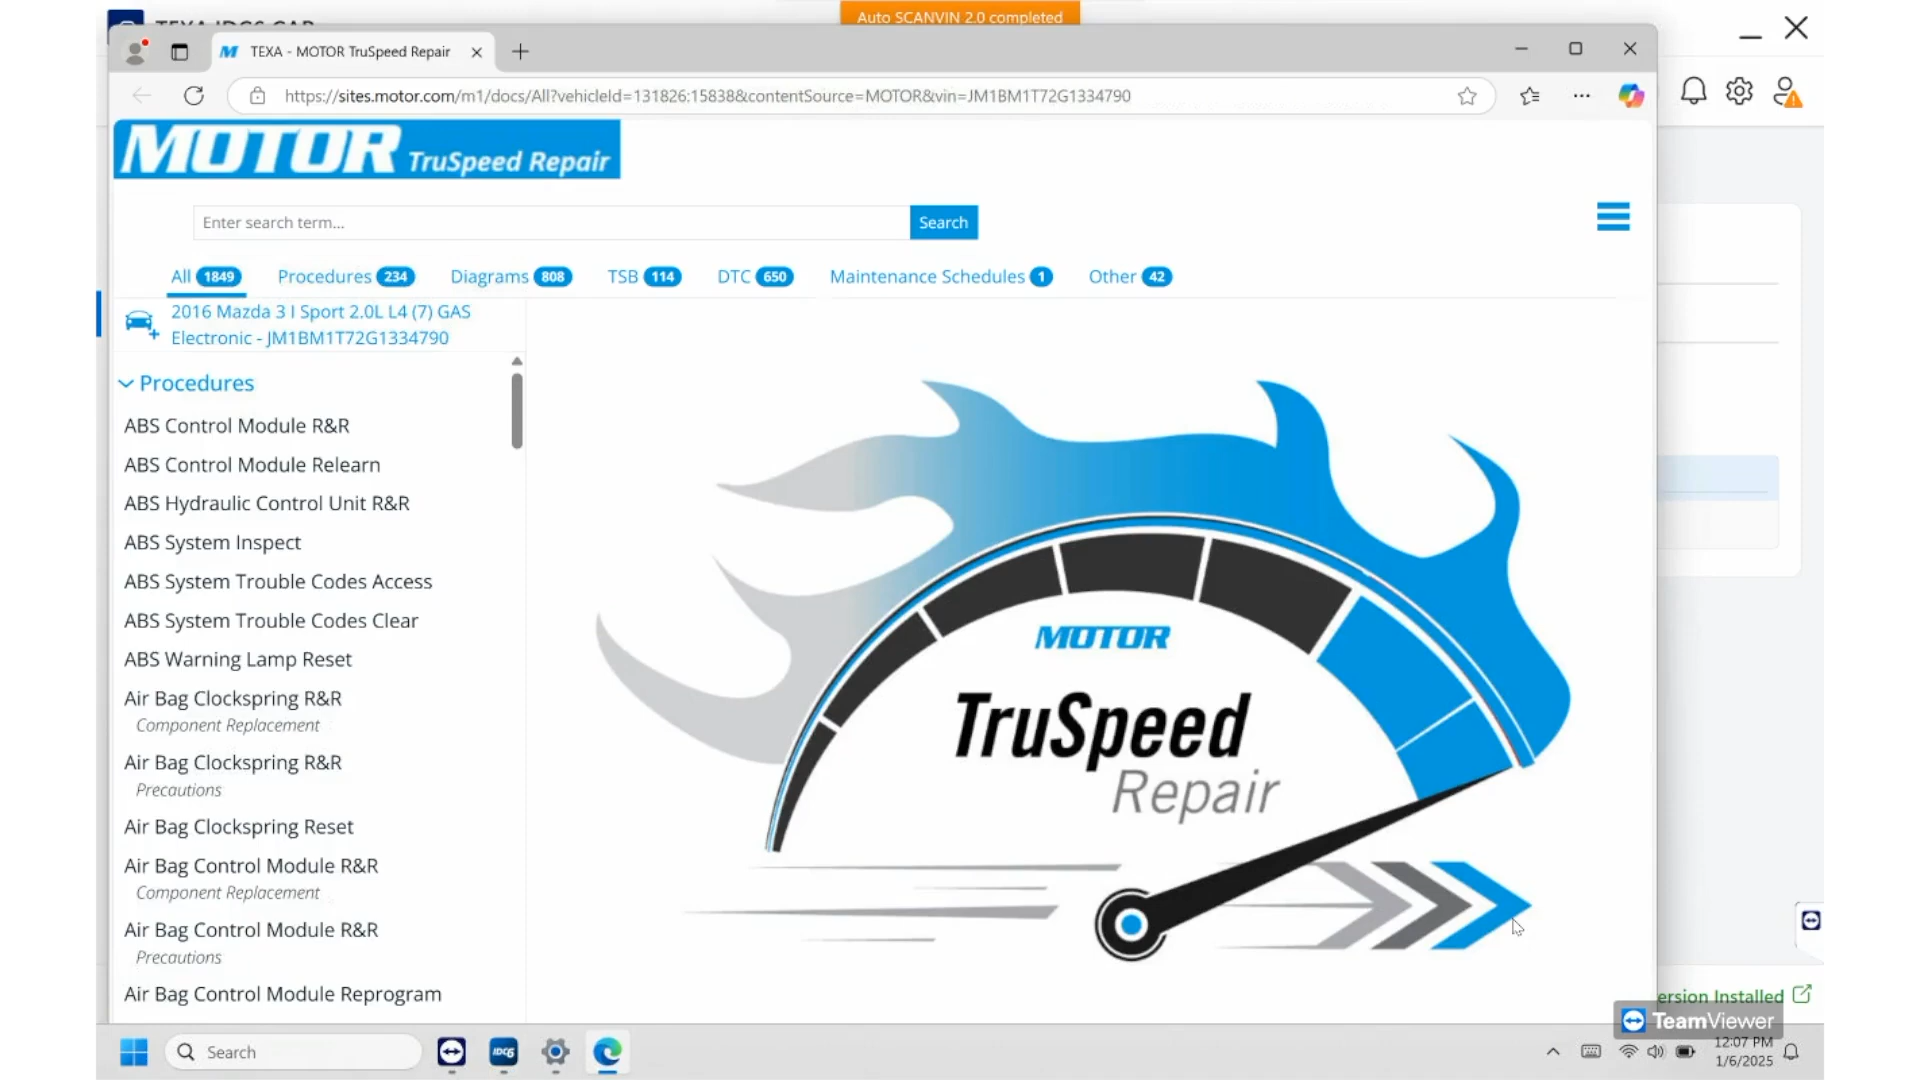 Auto SCANVIN 2.0 completed
TEXA - MOTOR TruSpeed Repair
https://sites.motor.com/m1/docs/All?vehicleId=131826:15838&contentSource=MOTOR&vin=JM1BM1T72G1334790
MOTOR TruSpeed Repair
Enter search term...
Search
All 1849
Procedures 234
Diagrams 808
TSB 114
DTC 650
Maintenance Schedules 1
Other 42
2016 Mazda 3 I Sport 2.0L L4 (7) GAS
Electronic - JM1BM1T72G1334790
Procedures
ABS Control Module R&R
ABS Control Module Relearn
ABS Hydraulic Control Unit R&R
ABS System Inspect
ABS System Trouble Codes Access
ABS System Trouble Codes Clear
ABS Warning Lamp Reset
Air Bag Clockspring R&R
Component Replacement
Air Bag Clockspring R&R
Precautions
Air Bag Clockspring Reset
Air Bag Control Module R&R
Component Replacement
Air Bag Control Module R&R
Precautions
Air Bag Control Module Reprogram
MOTOR
TruSpeed
Repair
ersion Installed
TeamViewer
Search
IDC6
12:07 PM
1/6/2025